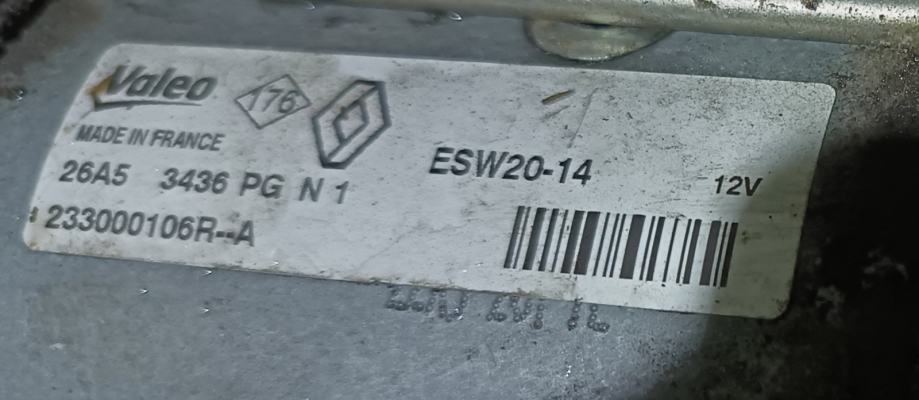 Valeo
176
MADE IN FRANCE
26A5 3436 PG N 1
233000106R--A
ESW20-14
12V